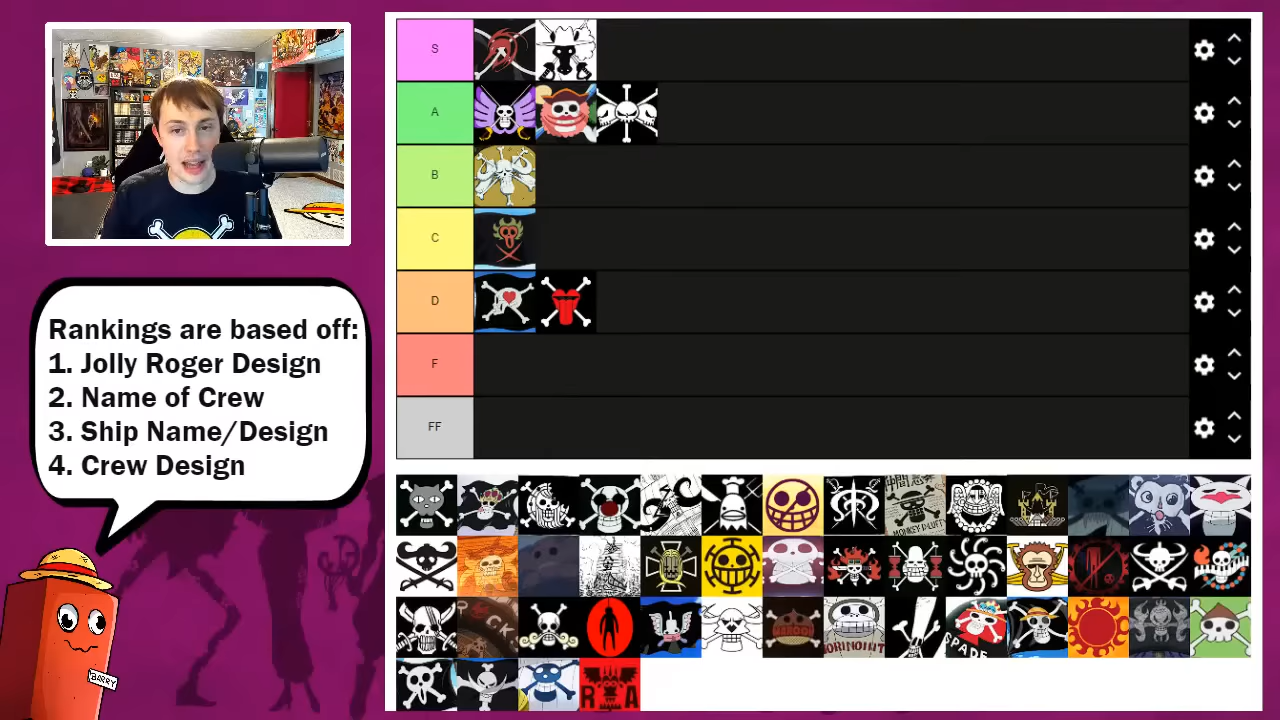 S
A
B
C
D
F
FF
Rankings are based off:
1. Jolly Roger Design
2. Name of Crew
3. Ship Name/Design
4. Crew Design
BARRY
MONKEY·D·LUFFY
SPADE
R A